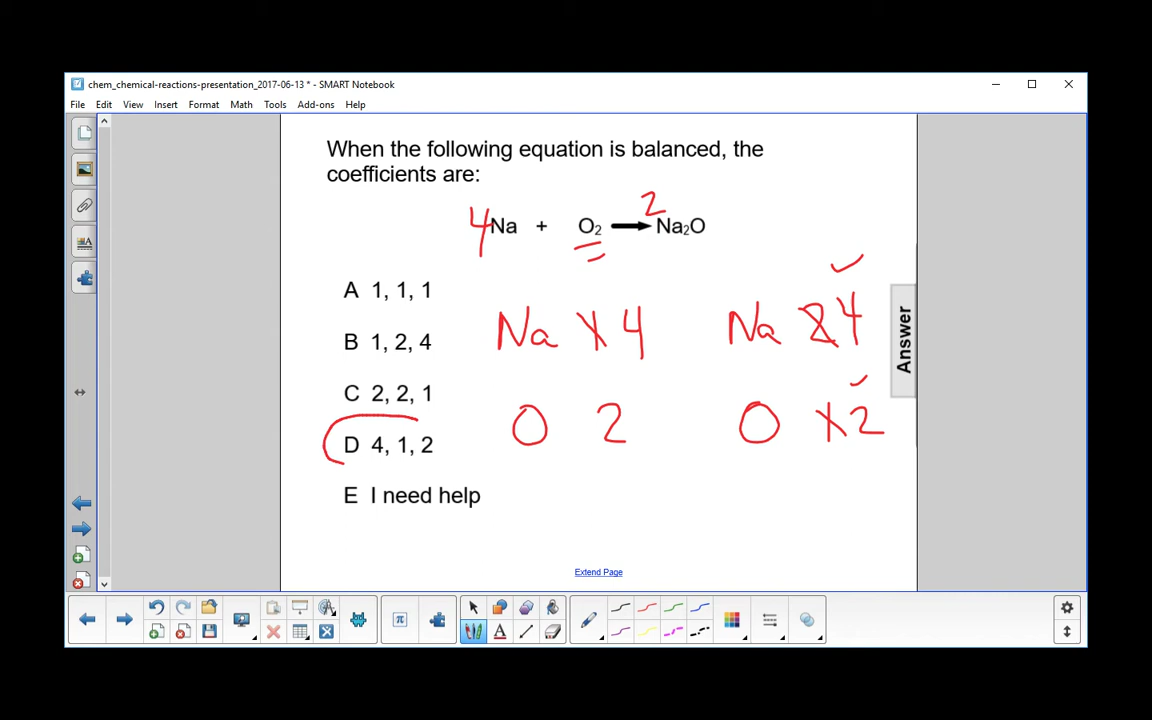 chem_chemical-reactions-presentation_2017-06-13 * - SMART Notebook
File Edit View Insert Format Math Tools Add-ons Help
When the following equation is balanced, the
coefficients are:
2
4Na + O₂ → Na₂O
A 1, 1, 1
Na 4 Na 4
B 1, 2, 4
C 2, 2, 1
O 2 O 2
D 4, 1, 2
E I need help
Answer
Extend Page